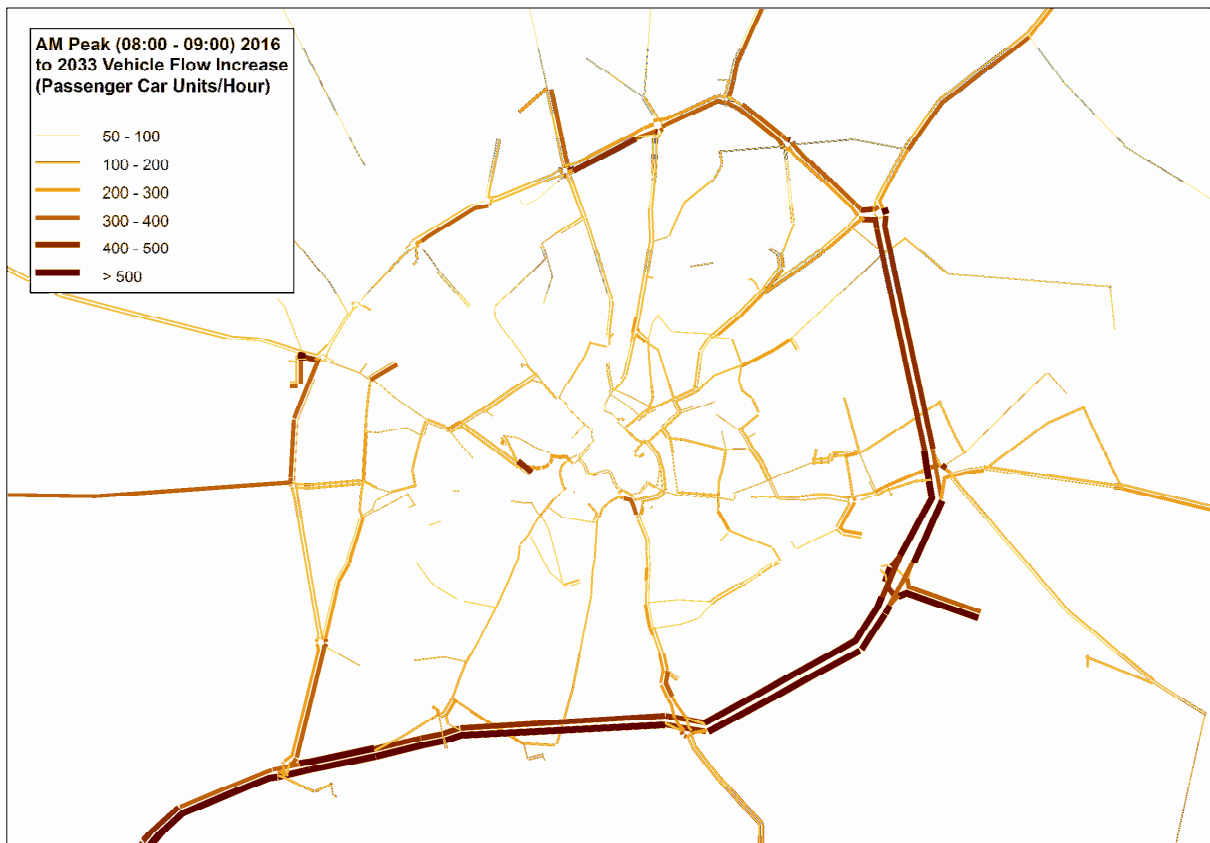 AM Peak (08:00 - 09:00) 2016
to 2033 Vehicle Flow Increase
(Passenger Car Units/Hour)
50 - 100
100 - 200
200 - 300
300 - 400
400 - 500
> 500